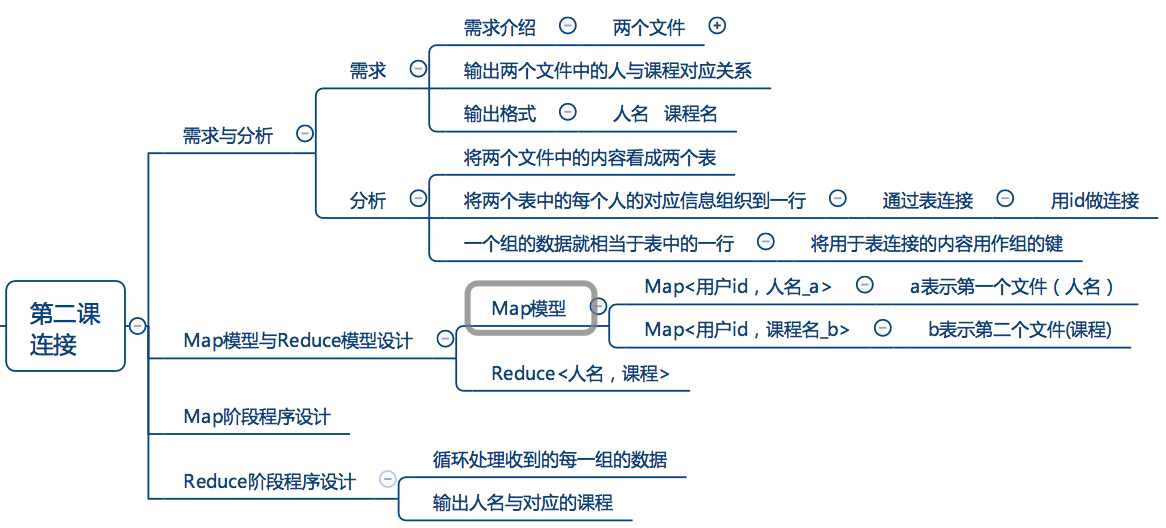 需求介绍
两个文件
需求
输出两个文件中的人与课程对应关系
输出格式
人名 课程名
需求与分析
将两个文件中的内容看成两个表
分析
将两个表中的每个人的对应信息组织到一行
通过表连接
用id做连接
一个组的数据就相当于表中的一行
将用于表连接的内容用作组的键
第二课
连接
Map模型与Reduce模型设计
Map模型
Map<用户id，人名_a>
a表示第一个文件（人名）
Map<用户id，课程名_b>
b表示第二个文件(课程)
Reduce<人名，课程>
Map阶段程序设计
Reduce阶段程序设计
循环处理收到的每一组的数据
输出人名与对应的课程